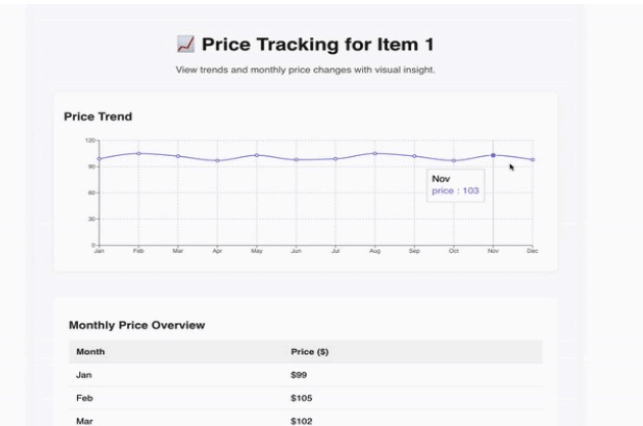 📈 Price Tracking for Item 1
View trends and monthly price changes with visual insight.
Price Trend
120
90
60
30
0
Jan Feb Mar Apr May Jun Jul Aug Sep Oct Nov Dec
Nov
price : 103
Monthly Price Overview
Month Price ($)
Jan $99
Feb $105
Mar $102